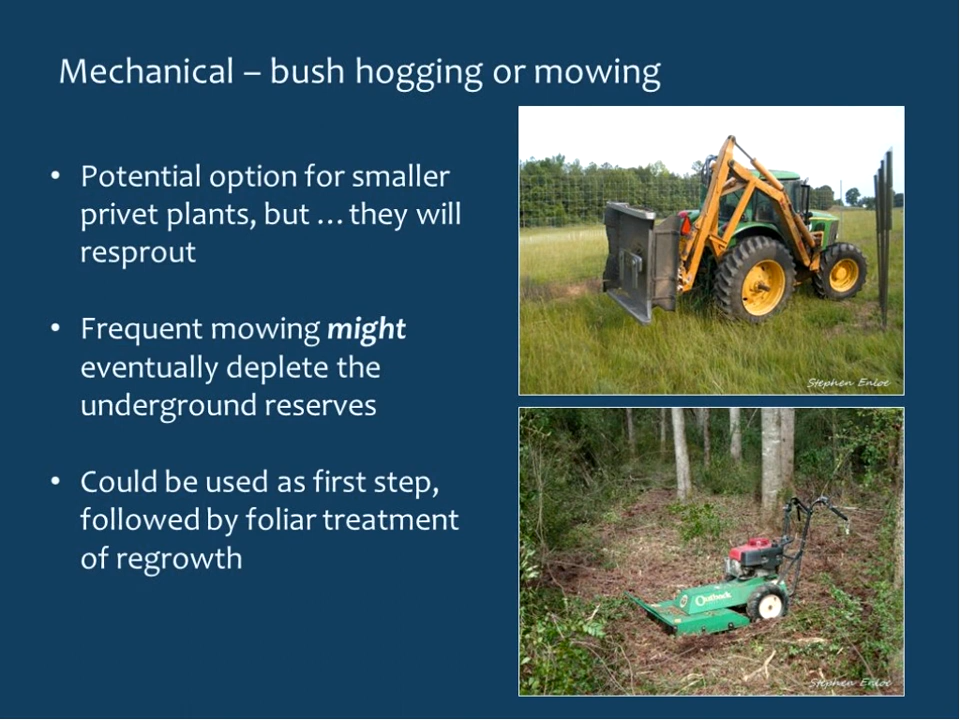 Mechanical – bush hogging or mowing
• Potential option for smaller
privet plants, but …they will
resprout
• Frequent mowing might
eventually deplete the
underground reserves
• Could be used as first step,
followed by foliar treatment
of regrowth
Stephen Enloe
Outback
Stephen Enloe